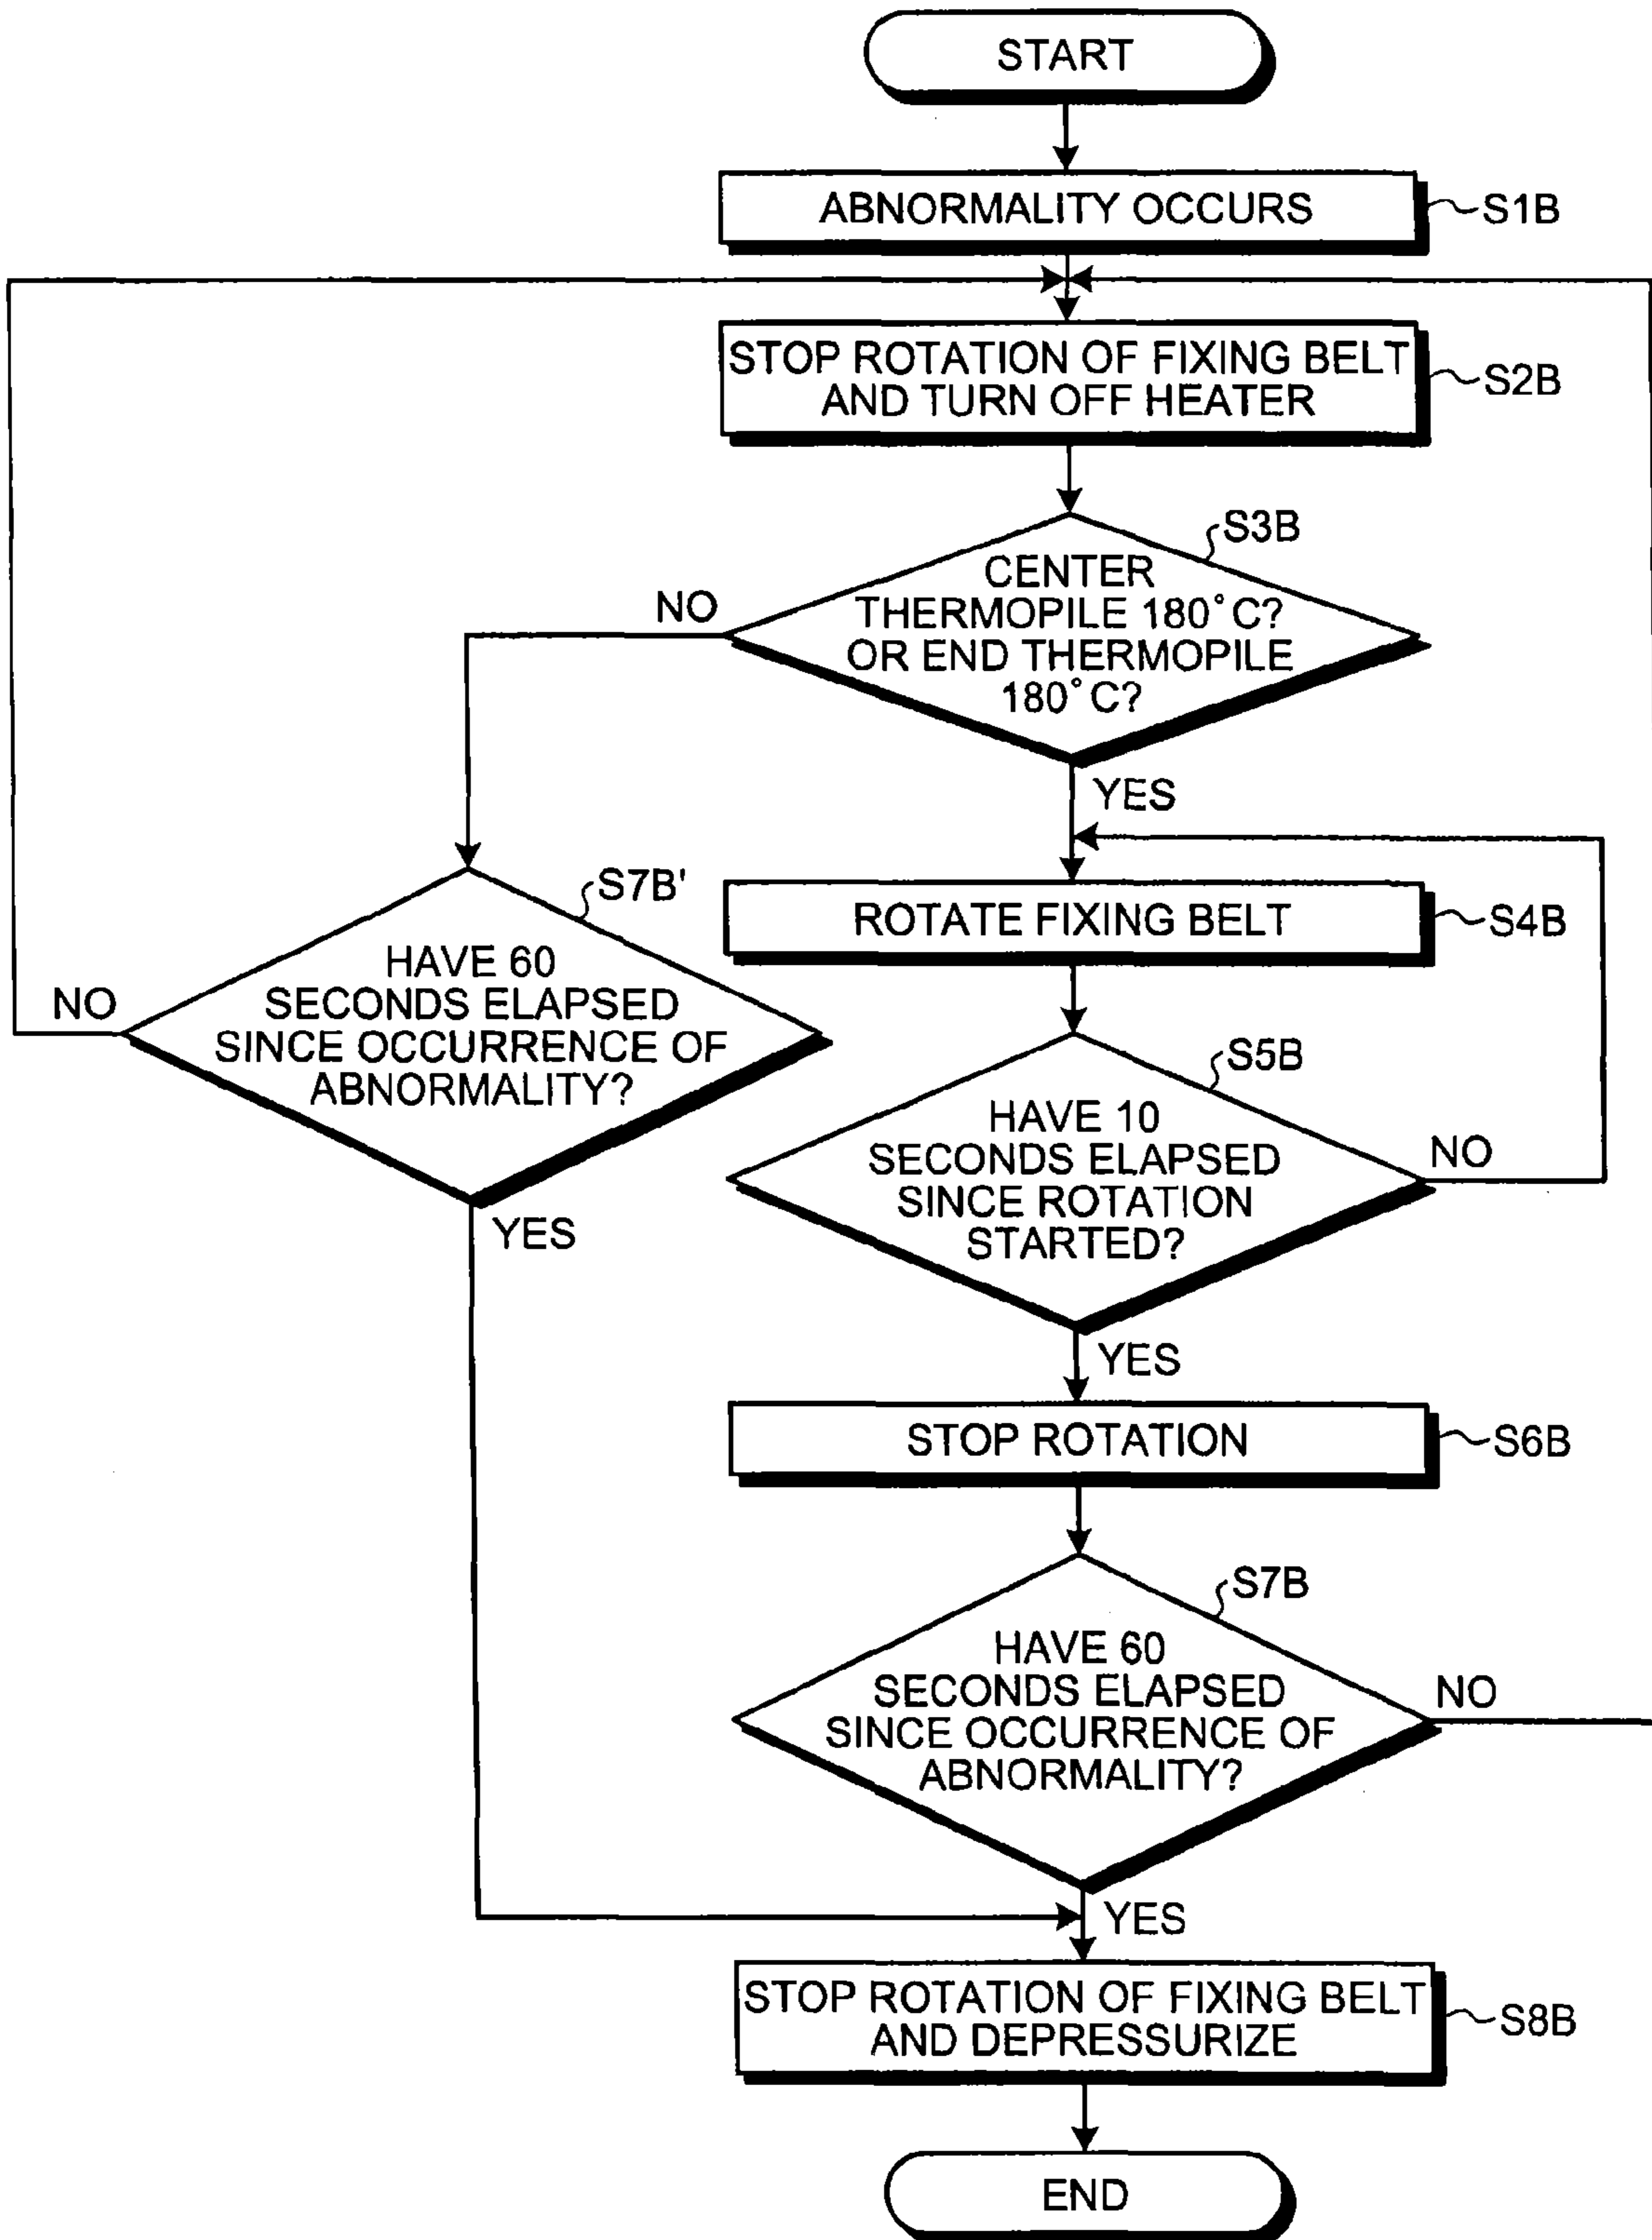 START
ABNORMALITY OCCURS
S1B
STOP ROTATION OF FIXING BELT
AND TURN OFF HEATER
S2B
S3B
CENTER
THERMOPILE 180°C?
OR END THERMOPILE
180°C?
NO
YES
S7B'
HAVE 60
SECONDS ELAPSED
SINCE OCCURRENCE OF
ABNORMALITY?
NO
YES
ROTATE FIXING BELT
S4B
S5B
HAVE 10
SECONDS ELAPSED
SINCE ROTATION
STARTED?
NO
YES
STOP ROTATION
S6B
S7B
HAVE 60
SECONDS ELAPSED
SINCE OCCURRENCE OF
ABNORMALITY?
NO
YES
STOP ROTATION OF FIXING BELT
AND DEPRESSURIZE
S8B
END